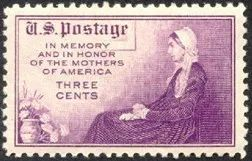 U.S. Postage
IN MEMORY
AND IN HONOR
OF THE MOTHERS
OF AMERICA
THREE
CENTS